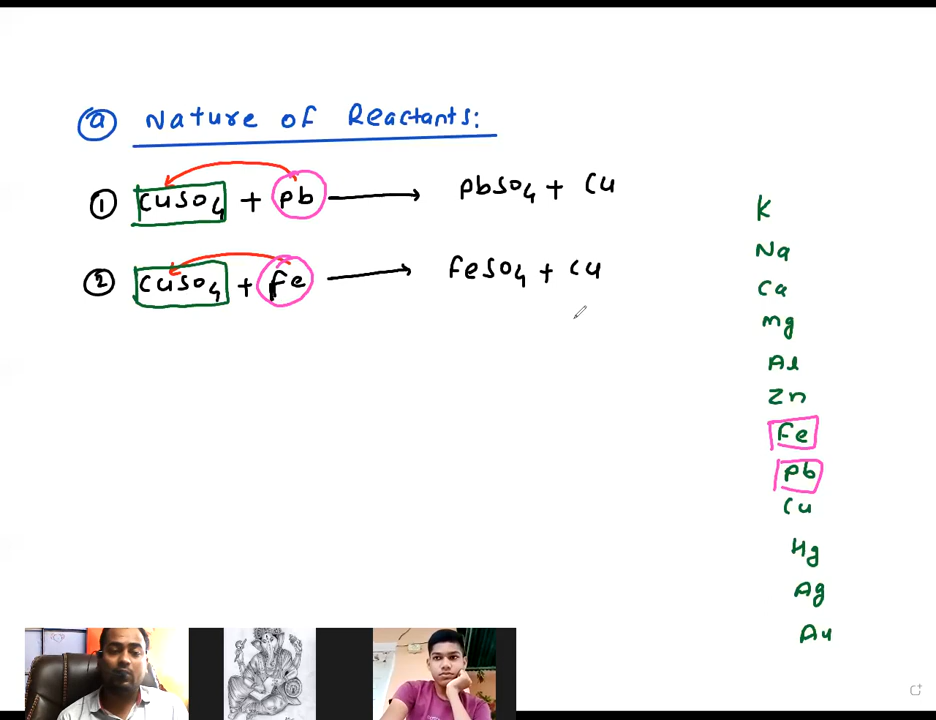 (a) Nature of Reactants:
① CuSO₄ + pb ⟶ pbSO₄ + Cu
② CuSO₄ + fe ⟶ feSO₄ + Cu
K
Na
Ca
Mg
Al
Zn
Fe
Pb
Cu
Hg
Ag
Au